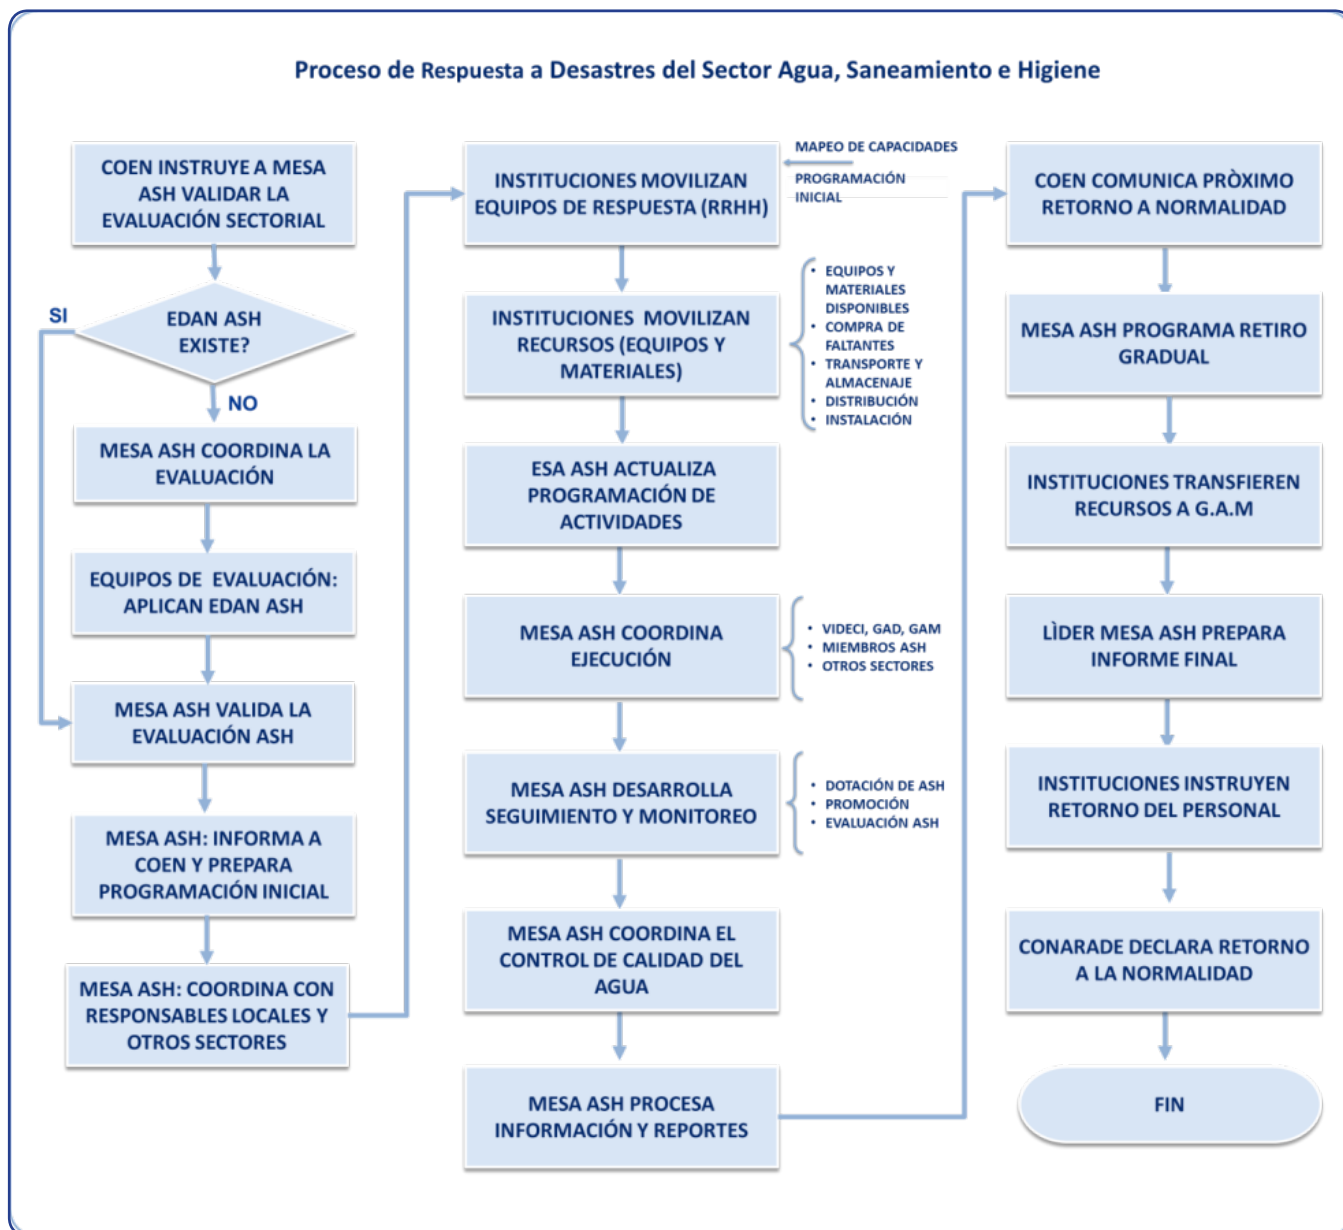 Proceso de Respuesta a Desastres del Sector Agua, Saneamiento e Higiene
COEN INSTRUYE A MESA
ASH VALIDAR LA
EVALUACIÓN SECTORIAL
SI
EDAN ASH
EXISTE?
NO
MESA ASH COORDINA LA
EVALUACIÓN
EQUIPOS DE EVALUACIÓN:
APLICAN EDAN ASH
MESA ASH VALIDA LA
EVALUACIÓN ASH
MESA ASH: INFORMA A
COEN Y PREPARA
PROGRAMACIÓN INICIAL
MESA ASH: COORDINA CON
RESPONSABLES LOCALES Y
OTROS SECTORES
INSTITUCIONES MOVILIZAN
EQUIPOS DE RESPUESTA (RRHH)
MAPEO DE CAPACIDADES
PROGRAMACIÓN
INICIAL
INSTITUCIONES MOVILIZAN
RECURSOS (EQUIPOS Y
MATERIALES)
• EQUIPOS Y
MATERIALES
DISPONIBLES
• COMPRA DE
FALTANTES
• TRANSPORTE Y
ALMACENAJE
• DISTRIBUCIÓN
• INSTALACIÓN
ESA ASH ACTUALIZA
PROGRAMACIÓN DE
ACTIVIDADES
MESA ASH COORDINA
EJECUCIÓN
• VIDECI, GAD, GAM
• MIEMBROS ASH
• OTROS SECTORES
MESA ASH DESARROLLA
SEGUIMIENTO Y MONITOREO
• DOTACIÓN DE ASH
• PROMOCIÓN
• EVALUACIÓN ASH
MESA ASH COORDINA EL
CONTROL DE CALIDAD DEL
AGUA
MESA ASH PROCESA
INFORMACIÓN Y REPORTES
COEN COMUNICA PRÒXIMO
RETORNO A NORMALIDAD
MESA ASH PROGRAMA RETIRO
GRADUAL
INSTITUCIONES TRANSFIEREN
RECURSOS A G.A.M
LÌDER MESA ASH PREPARA
INFORME FINAL
INSTITUCIONES INSTRUYEN
RETORNO DEL PERSONAL
CONARADE DECLARA RETORNO
A LA NORMALIDAD
FIN